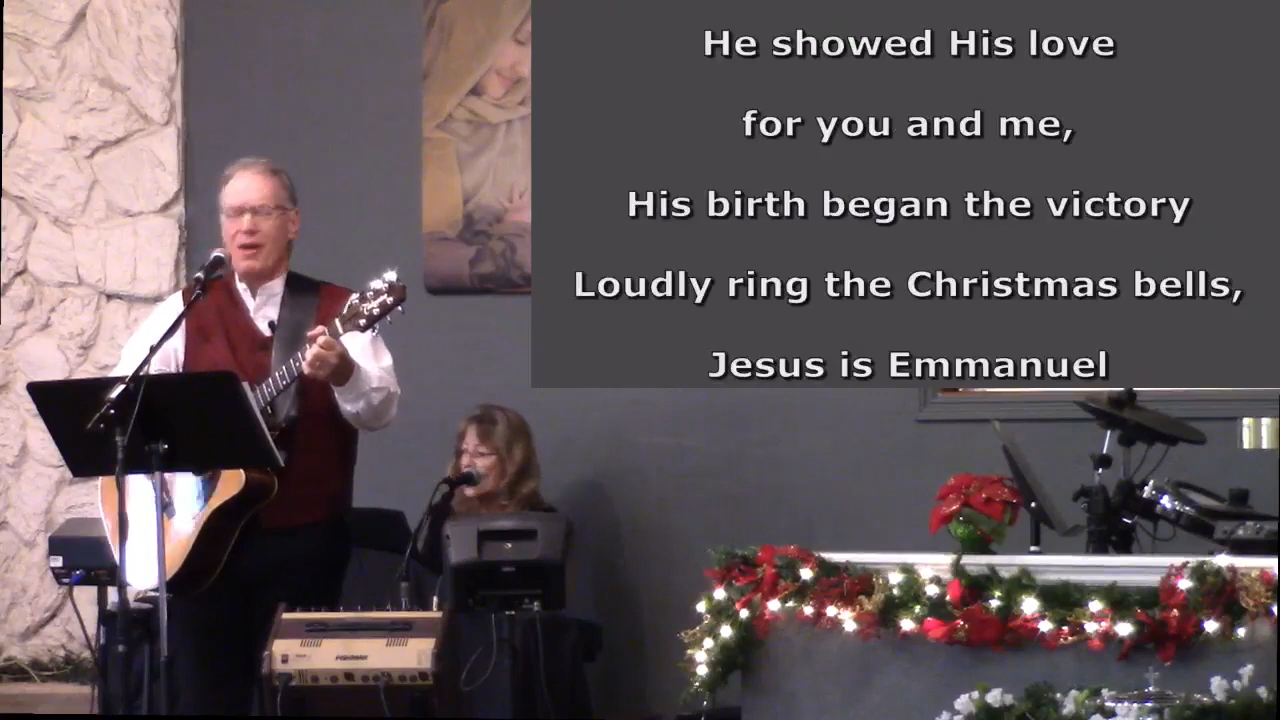 He showed His love
for you and me,
His birth began the victory
Loudly ring the Christmas bells,
Jesus is Emmanuel